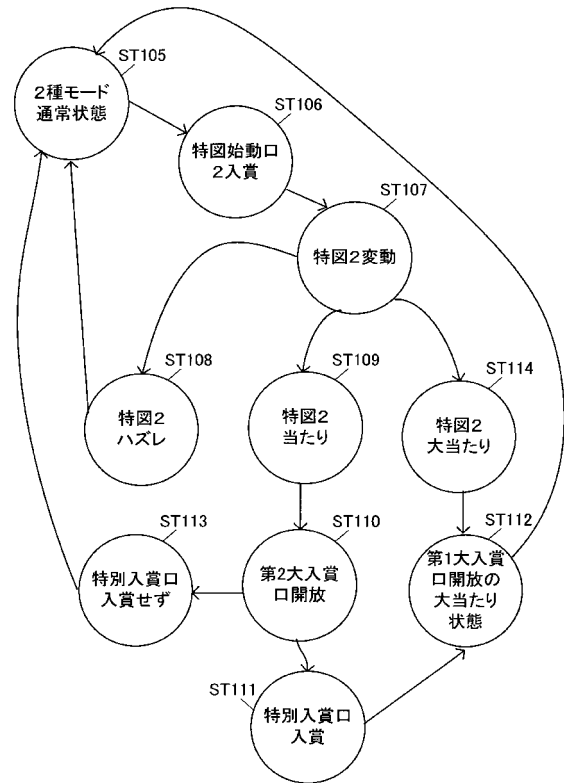 ST105
2種モード
通常状態
ST106
特図始動口
2入賞
ST107
特図2変動
ST108
特図2
ハズレ
ST109
特図2
当たり
ST114
特図2
大当たり
ST113
特別入賞口
入賞せず
ST110
第2大入賞
口開放
ST112
第1大入賞
口開放の
大当たり
状態
ST111
特別入賞口
入賞